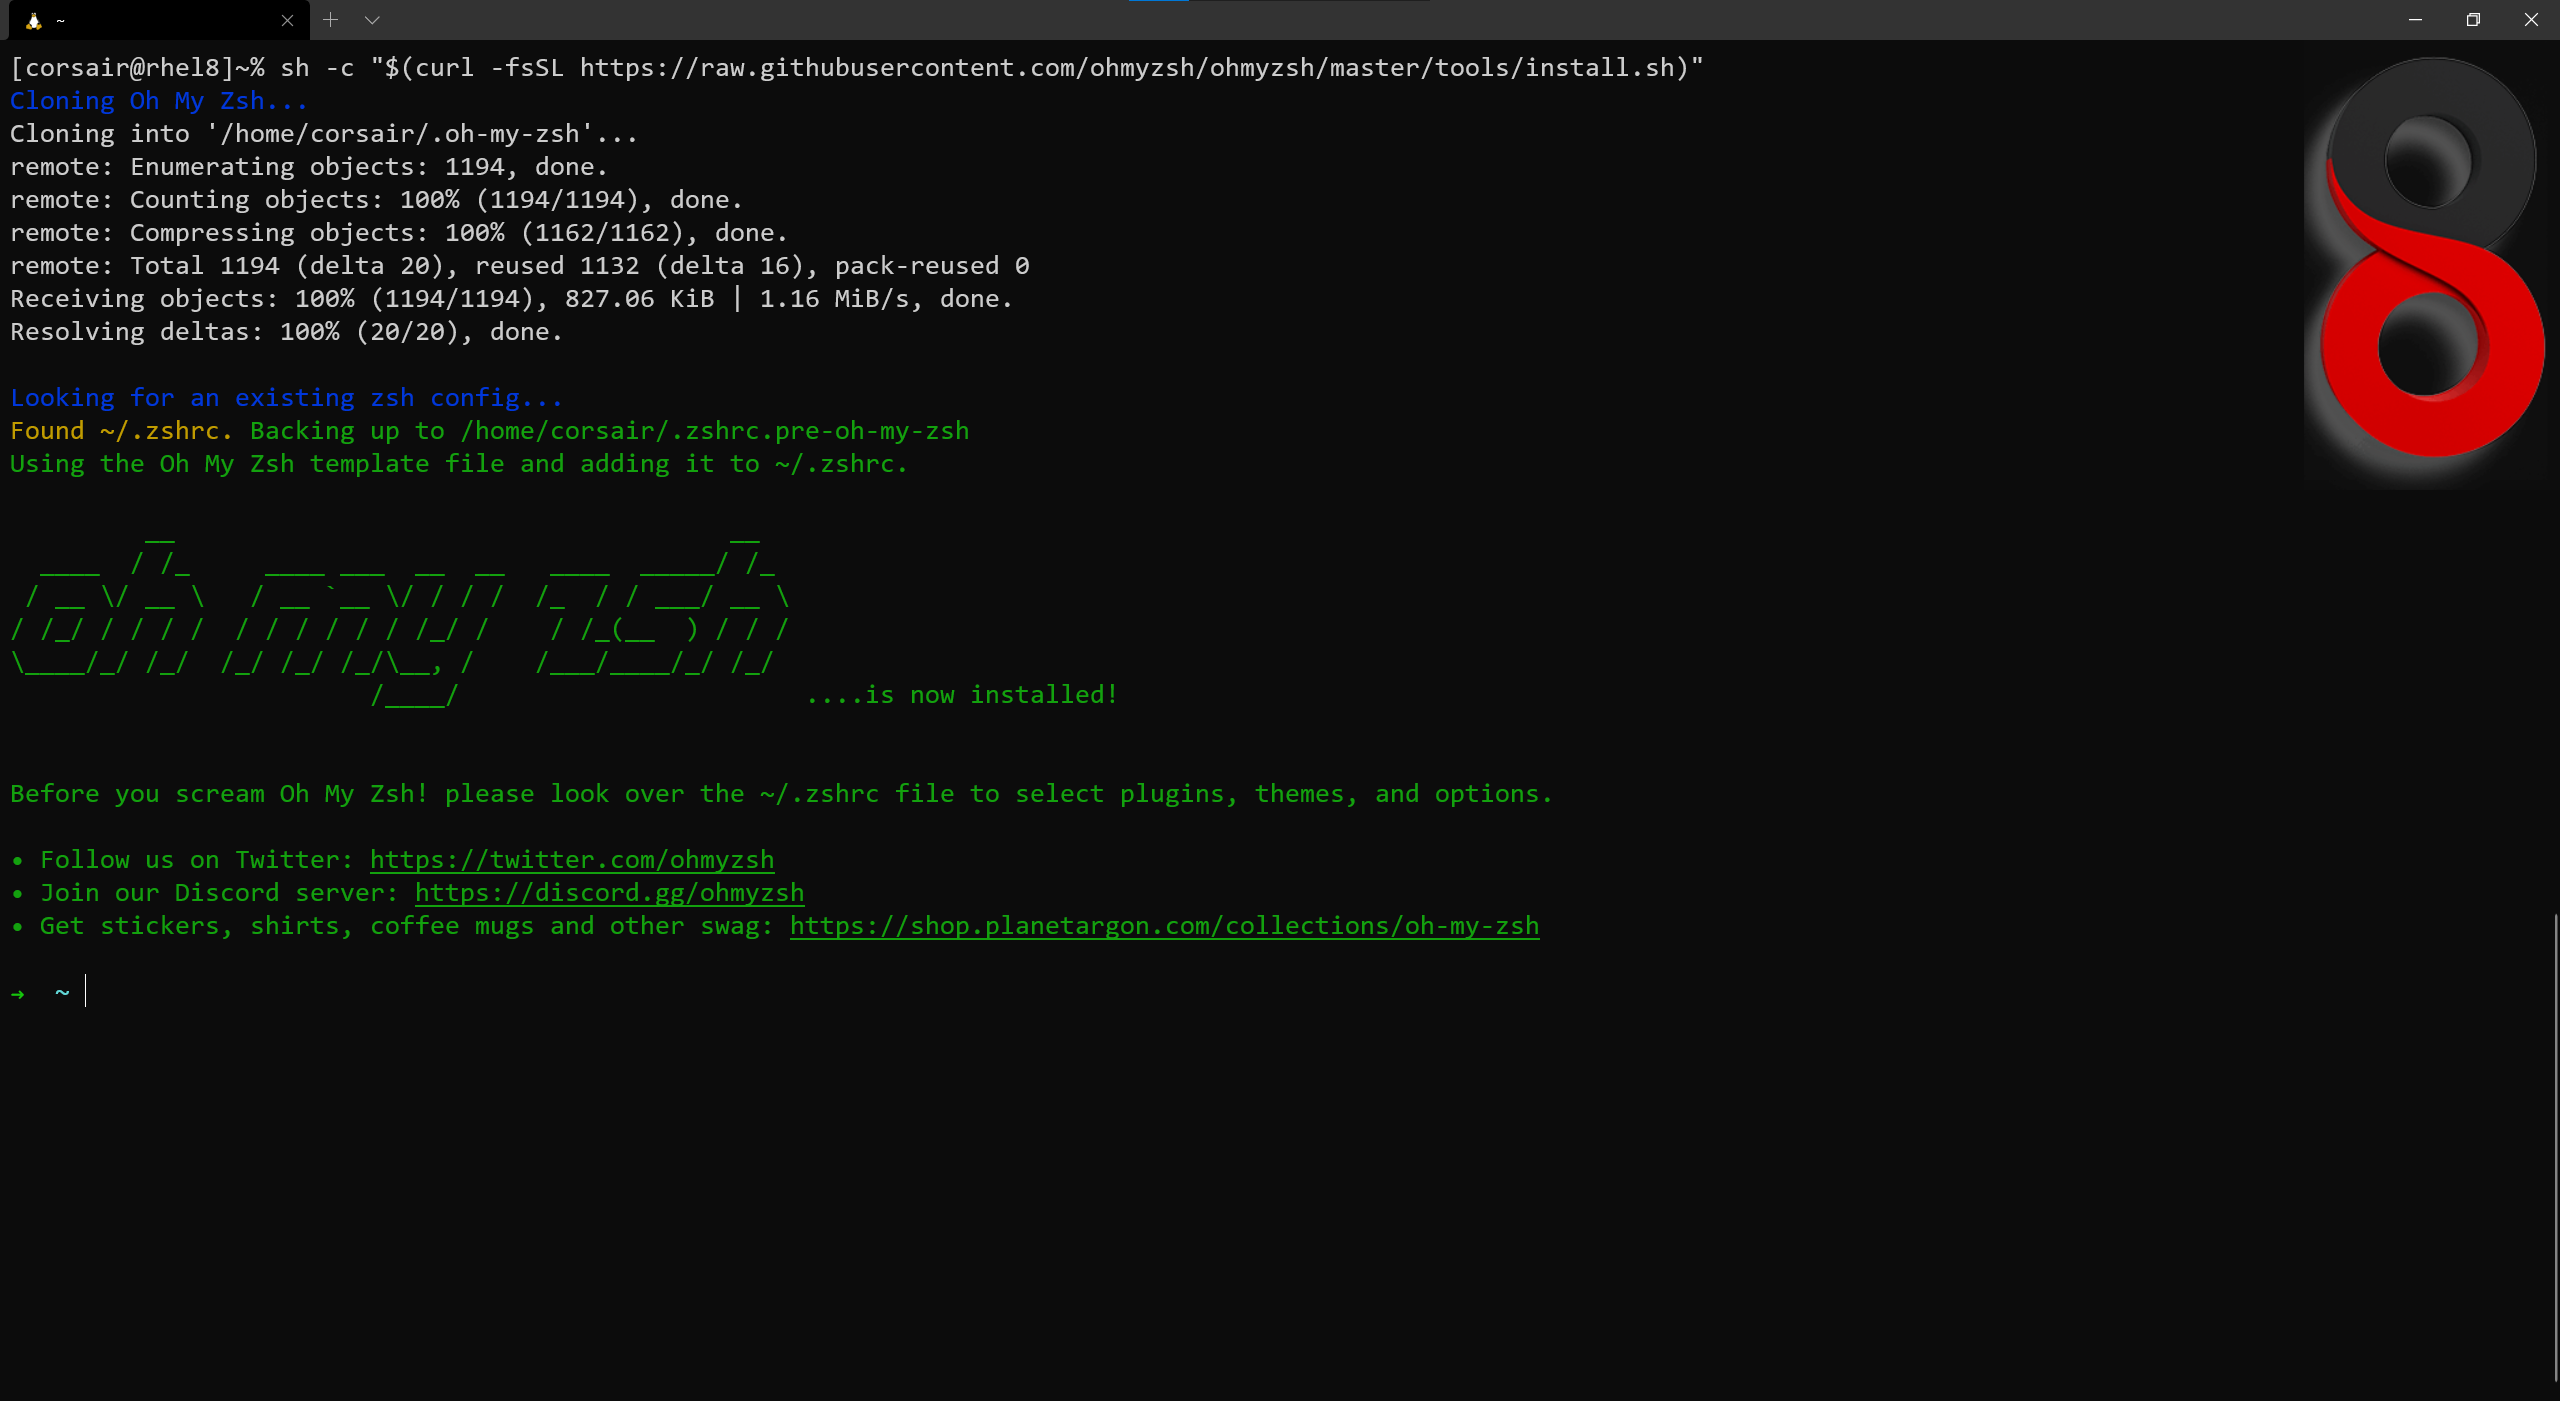 ~
[corsair@rhel8]~% sh -c "$(curl -fsSL https://raw.githubusercontent.com/ohmyzsh/ohmyzsh/master/tools/install.sh)"
Cloning Oh My Zsh...
Cloning into '/home/corsair/.oh-my-zsh'...
remote: Enumerating objects: 1194, done.
remote: Counting objects: 100% (1194/1194), done.
remote: Compressing objects: 100% (1162/1162), done.
remote: Total 1194 (delta 20), reused 1132 (delta 16), pack-reused 0
Receiving objects: 100% (1194/1194), 827.06 KiB | 1.16 MiB/s, done.
Resolving deltas: 100% (20/20), done.
Looking for an existing zsh config...
Found ~/.zshrc. Backing up to /home/corsair/.zshrc.pre-oh-my-zsh
Using the Oh My Zsh template file and adding it to ~/.zshrc.
         __                                     __
  ____  / /_     ____ ___  __  __   ____  _____/ /_
 / __ \/ __ \   / __ `__ \/ / / /  /_  / / ___/ __ \
/ /_/ / / / /  / / / / / / /_/ /    / /_(__  ) / / /
\____/_/ /_/  /_/ /_/ /_/\__, /    /___/____/_/ /_/
                        /____/                       ....is now installed!
Before you scream Oh My Zsh! please look over the ~/.zshrc file to select plugins, themes, and options.
• Follow us on Twitter: https://twitter.com/ohmyzsh
• Join our Discord server: https://discord.gg/ohmyzsh
• Get stickers, shirts, coffee mugs and other swag: https://shop.planetargon.com/collections/oh-my-zsh
→  ~
8